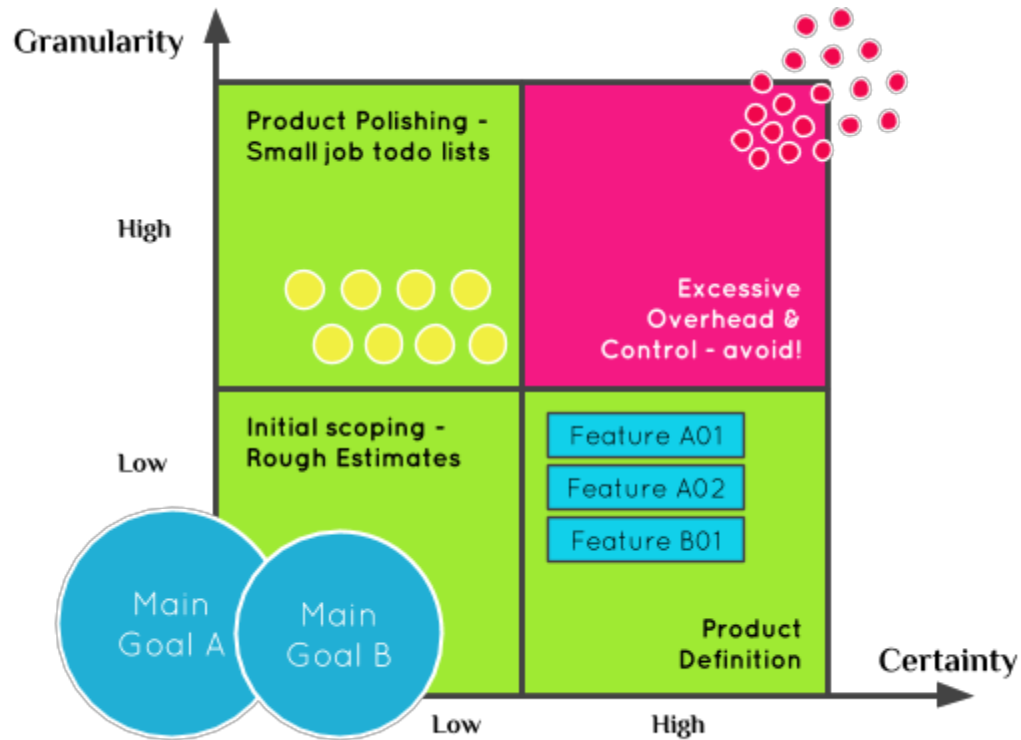 Granularity
Product Polishing -
Small job todo lists
High
Excessive
Overhead &
Control - avoid!
Initial scoping -
Rough Estimates
Low
Feature A01
Feature A02
Feature B01
Main
Goal A
Main
Goal B
Product
Definition
Certainty
Low
High